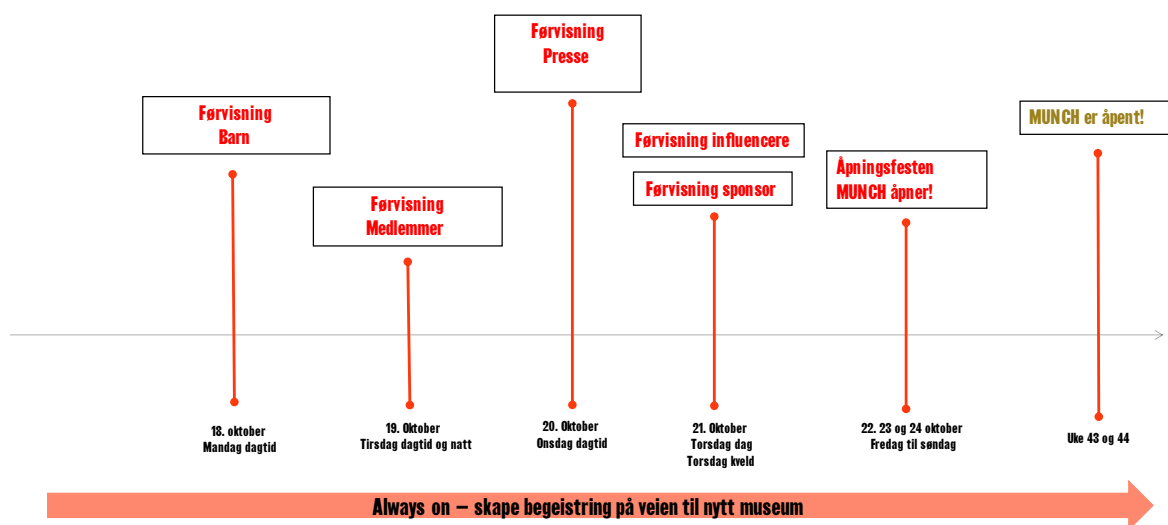 Førvisning
Barn
Førvisning
Medlemmer
Førvisning
Presse
Førvisning influencere
Førvisning sponsor
Åpningsfesten
MUNCH åpner!
MUNCH er åpent!
18. oktober
Mandag dagtid
19. Oktober
Tirsdag dagtid og natt
20. Oktober
Onsdag dagtid
21. Oktober
Torsdag dag
Torsdag kveld
22. 23 og 24 oktober
Fredag til søndag
Uke 43 og 44
Always on – skape begeistring på veien til nytt museum